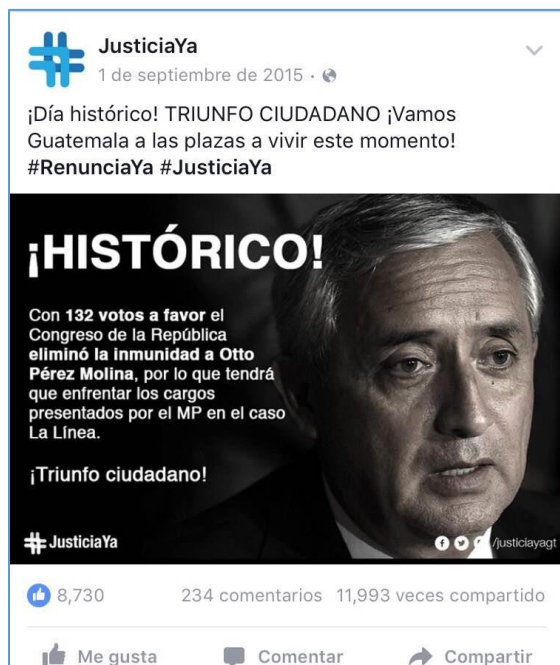 JusticiaYa
1 de septiembre de 2015 ·
¡Día histórico! TRIUNFO CIUDADANO ¡Vamos
Guatemala a las plazas a vivir este momento!
#RenunciaYa #JusticiaYa
¡HISTÓRICO!
Con 132 votos a favor el
Congreso de la República
eliminó la inmunidad a Otto
Pérez Molina, por lo que tendrá
que enfrentar los cargos
presentados por el MP en el caso
La Línea.
¡Triunfo ciudadano!
JusticiaYa
/justiciayagt
8,730 234 comentarios 11,993 veces compartido
Me gusta Comentar Compartir